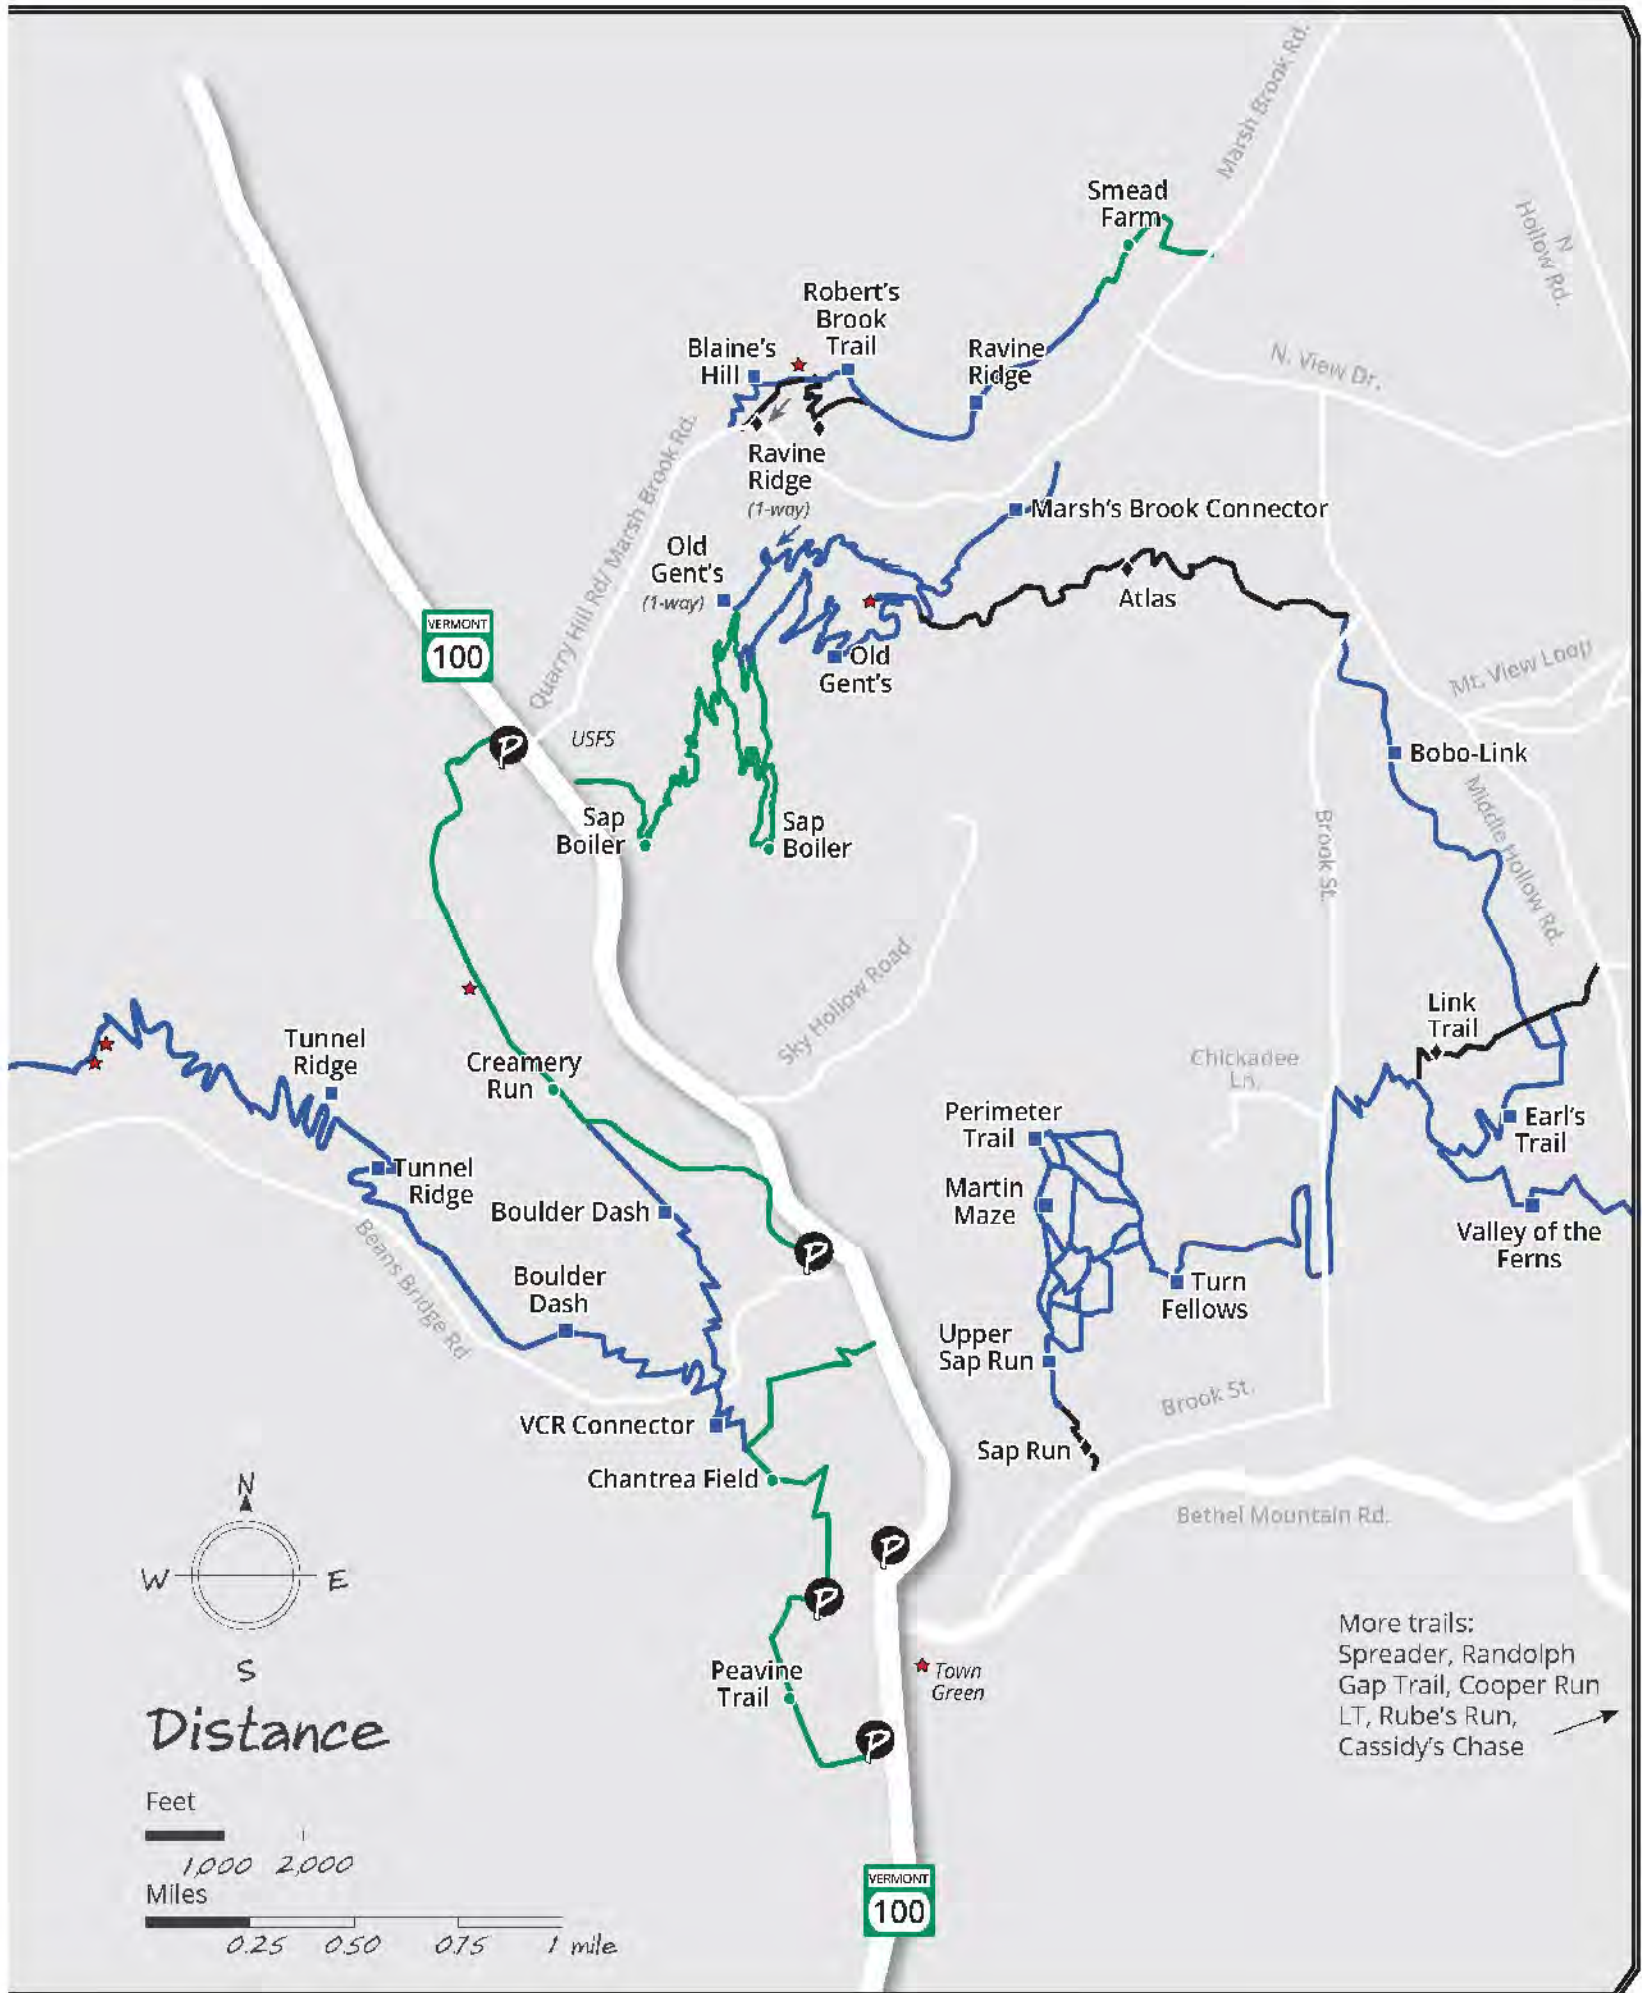 Marsh Brook Rd.
Smead
Farm
N
Hollow Rd.
Robert's
Brook
Trail
Blaine's
Hill
Ravine
Ridge
N. View Dr.
Ravine
Ridge
(1-way)
Quarry Hill Rd/ Marsh Brook Rd.
Marsh's Brook Connector
Old
Gent's
(1-way)
Atlas
VERMONT
100
Old
Gent's
Mt. View Loop
USFS
Bobo-Link
Sap
Boiler
Sap
Boiler
Brook St.
Middle Hollow Rd.
Sky Hollow Road
Link
Trail
Tunnel
Ridge
Creamery
Run
Chickadee
Ln.
Perimeter
Trail
Earl's
Trail
Tunnel
Ridge
Martin
Maze
Boulder Dash
Valley of the
Ferns
Beans Bridge Rd
P
P
Boulder
Dash
Turn
Fellows
Upper
Sap Run
Brook St.
VCR Connector
Sap Run
Chantrea Field
Bethel Mountain Rd.
P
P
N
W
E
S
Peavine
Trail
Town
Green
P
More trails:
Spreader, Randolph
Gap Trail, Cooper Run
LT, Rube's Run,
Cassidy's Chase
Distance
Feet
1,000 2,000
Miles
0.25 0.50 0.75 1 mile
VERMONT
100